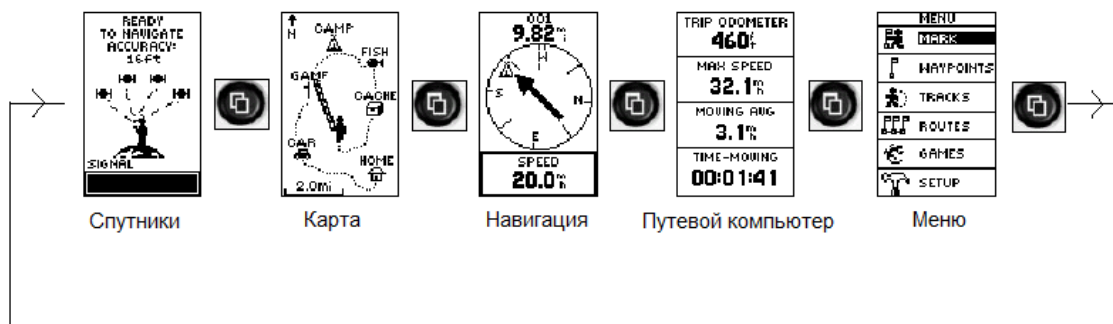 READY
TO NAVIGATE
ACCURACY:
16ft
SIGNAL
Спутники
N
CAMP
FISH
GAME
CACHE
CAR
HOME
2.0mi
Карта
001
9.82 m/h
W
S
N
E
SPEED
20.0 m/h
Навигация
TRIP ODOMETER
460 ft
MAX SPEED
32.1 m/h
MOVING AVG
3.1 m/h
TIME-MOVING
00:01:41
Путевой компьютер
MENU
MARK
WAYPOINTS
TRACKS
ROUTES
GAMES
SETUP
Меню